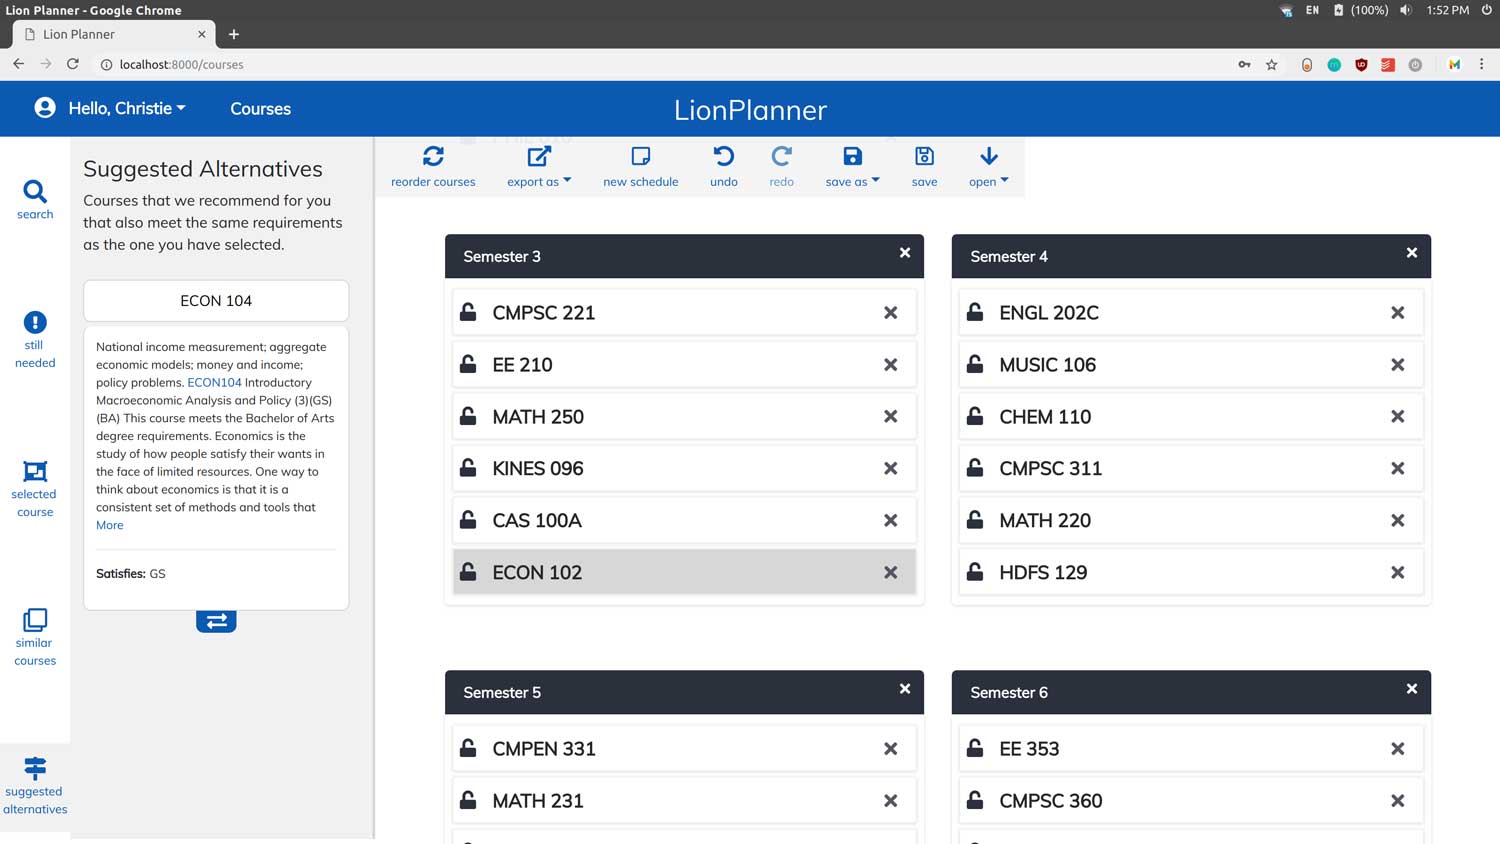 Lion Planner - Google Chrome
EN (100%) 1:52 PM
Lion Planner
localhost:8000/courses
Hello, Christie
Courses
LionPlanner
search
still
needed
selected
course
similar
courses
suggested
alternatives
Suggested Alternatives
Courses that we recommend for you
that also meet the same requirements
as the one you have selected.
ECON 104
National income measurement; aggregate
economic models; money and income;
policy problems. ECON104 Introductory
Macroeconomic Analysis and Policy (3)(GS)
(BA) This course meets the Bachelor of Arts
degree requirements. Economics is the
study of how people satisfy their wants in
the face of limited resources. One way to
think about economics is that it is a
consistent set of methods and tools that
More
Satisfies: GS
reorder courses
export as
new schedule
undo
redo
save as
save
open
Semester 3
CMPSC 221
EE 210
MATH 250
KINES 096
CAS 100A
ECON 102
Semester 4
ENGL 202C
MUSIC 106
CHEM 110
CMPSC 311
MATH 220
HDFS 129
Semester 5
CMPEN 331
MATH 231
Semester 6
EE 353
CMPSC 360